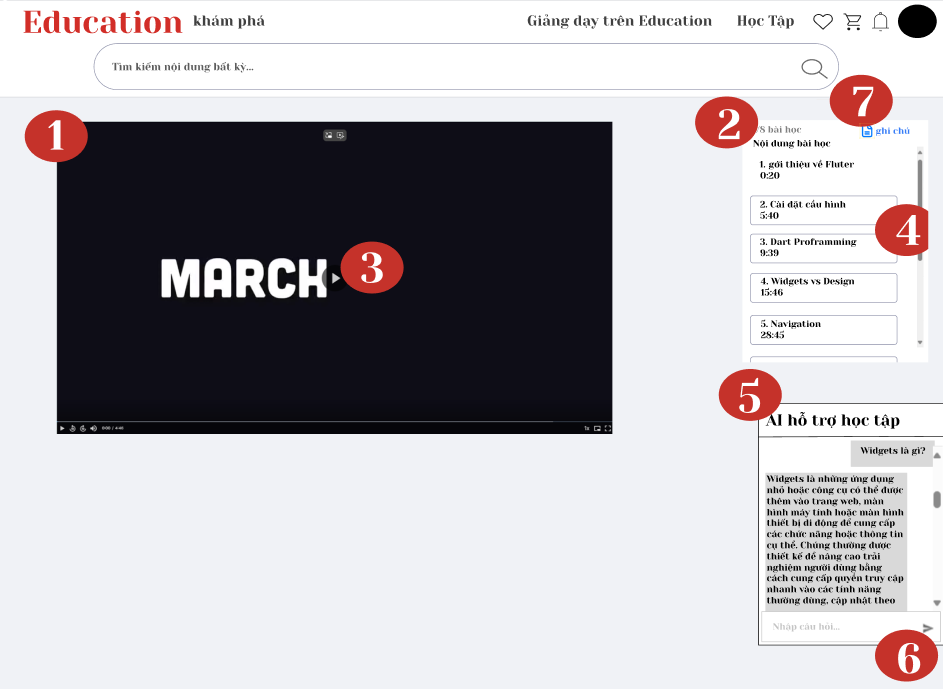 Education khám phá
Giảng dạy trên Education Học Tập
Tìm kiếm nội dung bất kỳ...
7
1
2
/8 bài học
ghi chú
Nội dung bài học
1. gới thiệu về Fluter
0:20
2. Cài đặt cấu hình
5:40
4
3. Dart Proframming
9:39
3
MARCH
4. Widgets vs Design
15:46
5. Navigation
28:45
5
AI hỗ trợ học tập
0:00 / 4:40
1x
Widgets là gì?
Widgets là những ứng dụng
nhỏ hoặc công cụ có thể được
thêm vào trang web, màn
hình máy tính hoặc màn hình
thiết bị di động để cung cấp
các chức năng hoặc thông tin
cụ thể. Chúng thường được
thiết kế để nâng cao trải
nghiệm người dùng bằng
cách cung cấp quyền truy cập
nhanh vào các tính năng
thường dùng, cập nhật theo
Nhập câu hỏi...
6